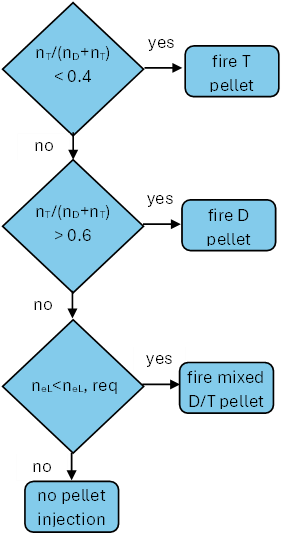 nT/(nD+nT)
< 0.4
yes
fire T
pellet
no
nT/(nD+nT)
> 0.6
yes
fire D
pellet
no
neL<neL, req
yes
fire mixed
D/T pellet
no
no pellet
injection